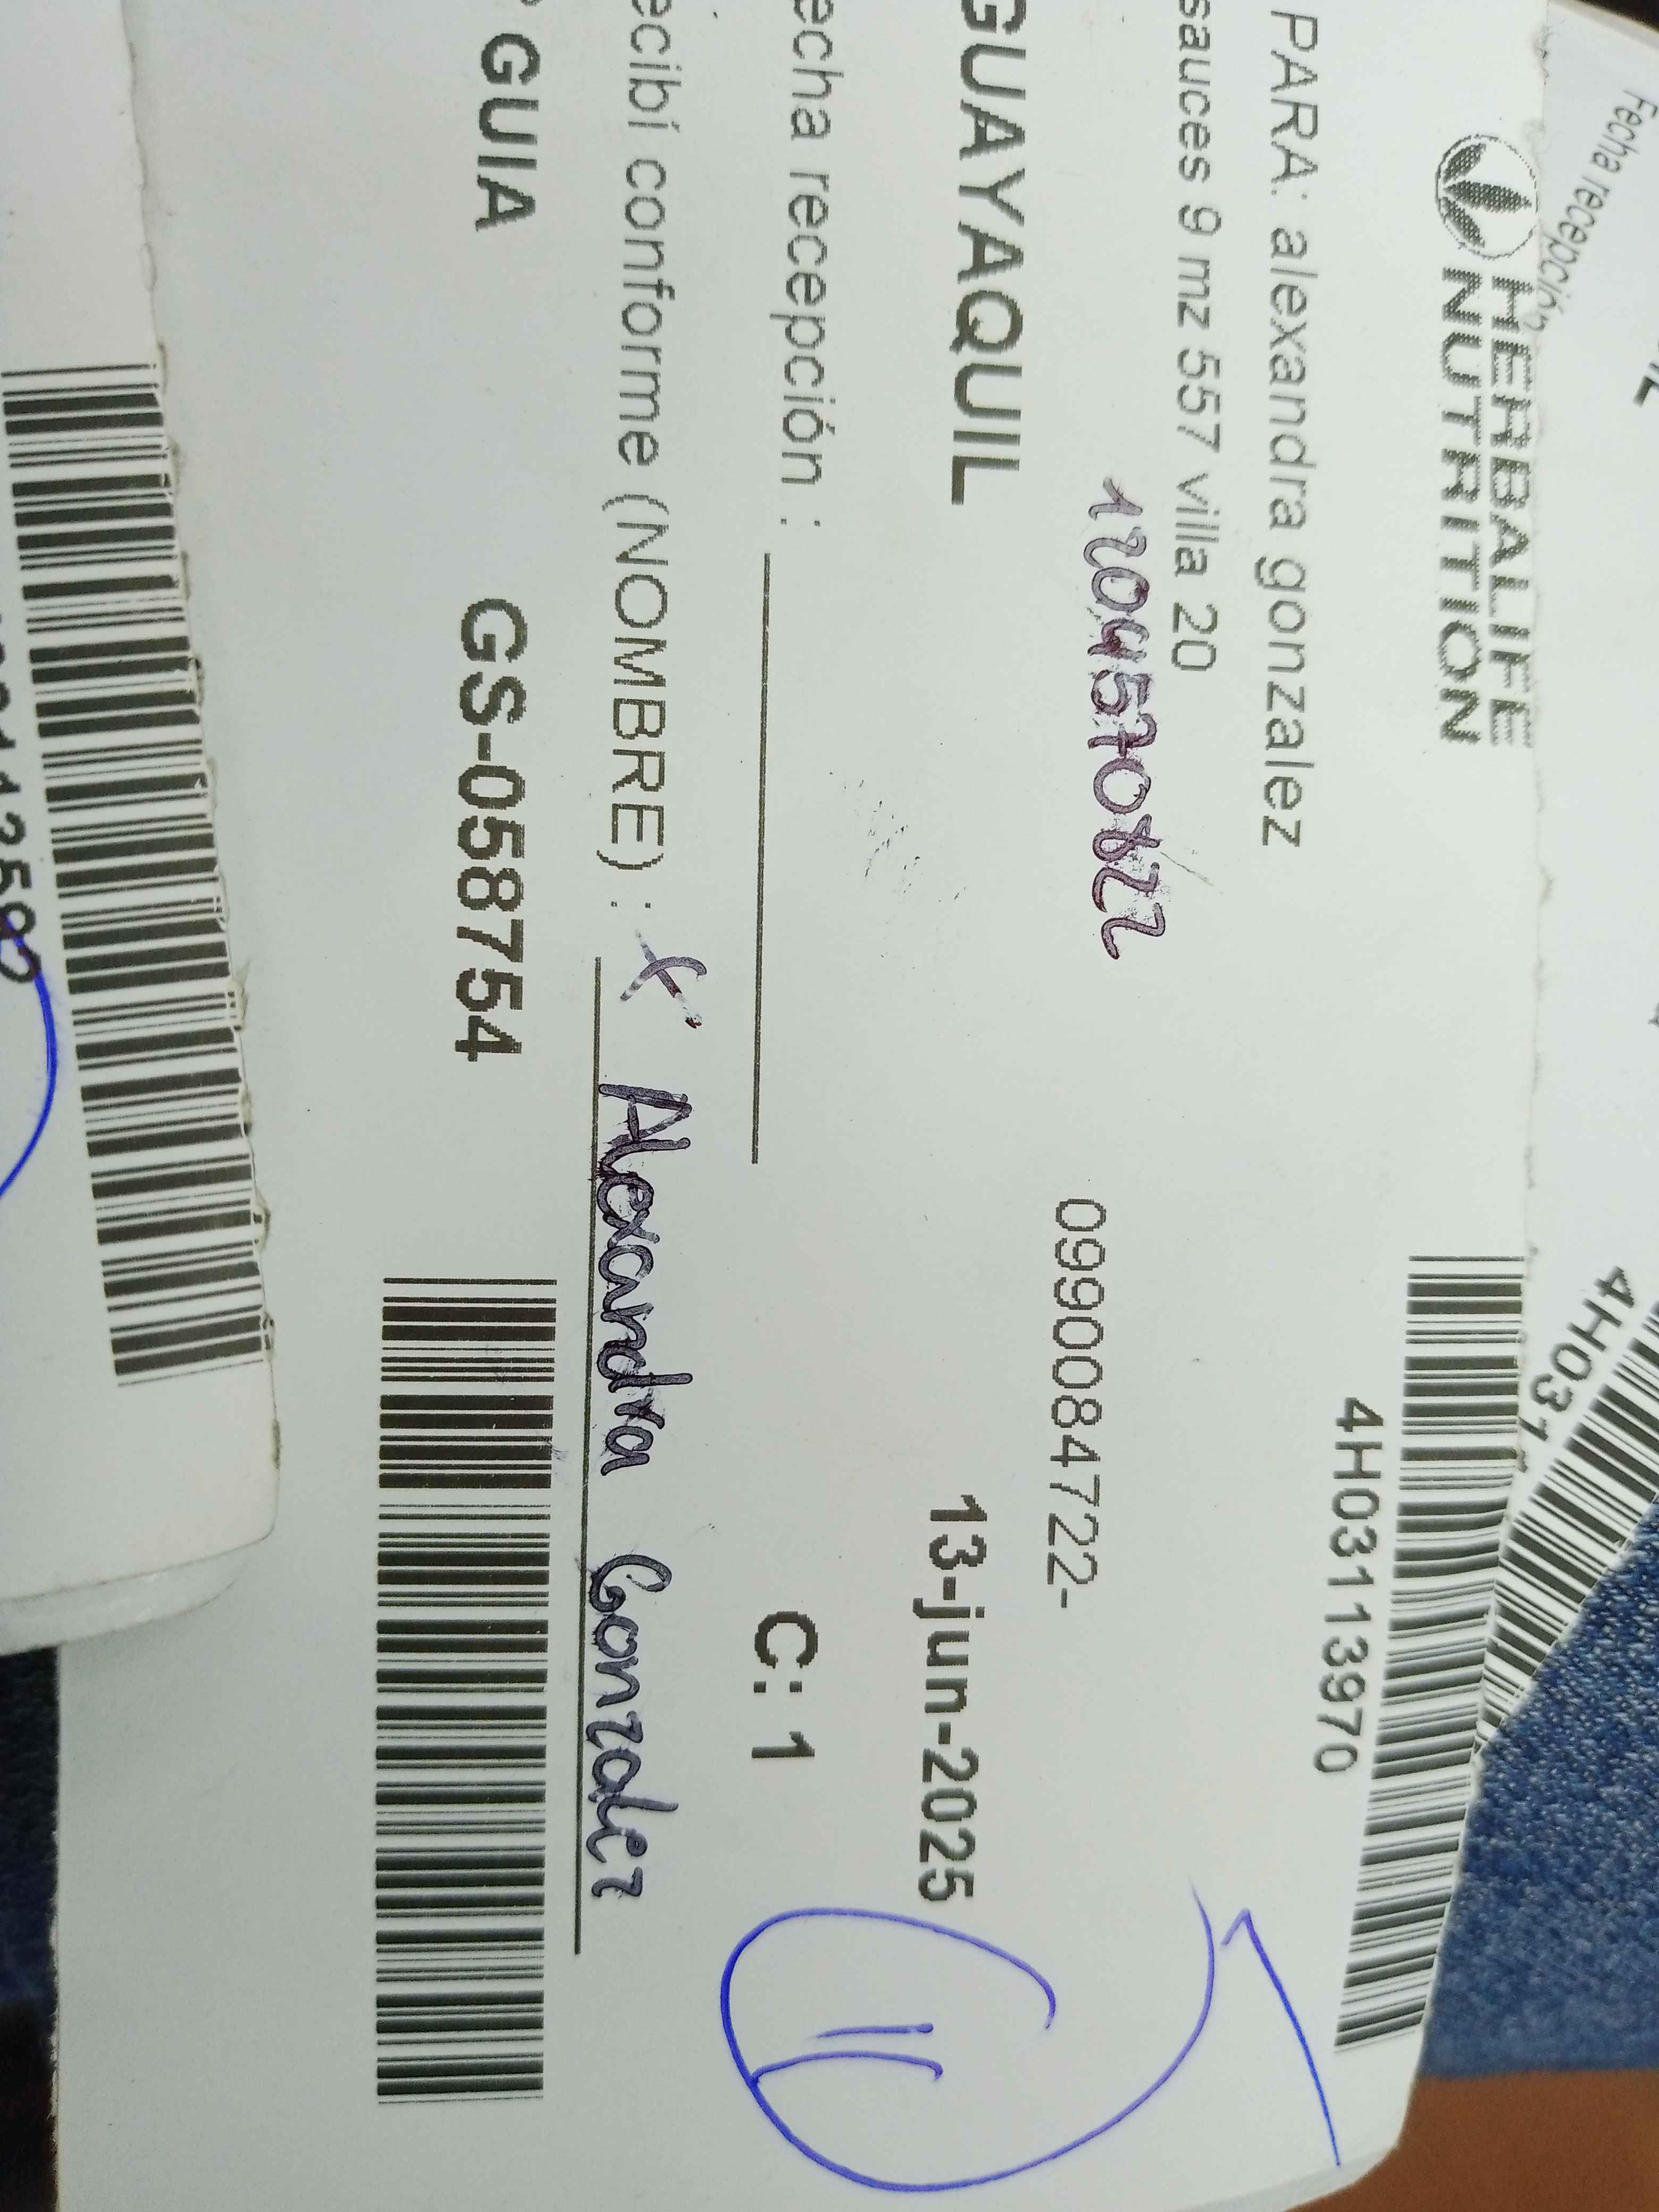 HERBALIFE
NUTRITION
4H03113970
PARA: alexandra gonzalez
sauces 9 mz 557 villa 20
0990084722-
GUAYAQUIL
13-jun-2025
echa recepción :
C: 1
ecibí conforme (NOMBRE) : X Alexandra Gonzalez
GUIA
GS-058754
Fecha recepción
4H031